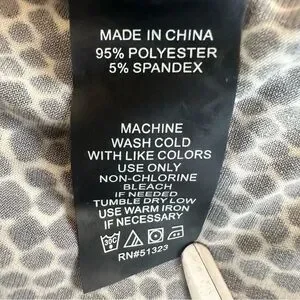 MADE IN CHINA
95% POLYESTER
5% SPANDEX
MACHINE
WASH COLD
WITH LIKE COLORS
USE ONLY
NON-CHLORINE
BLEACH
IF NEEDED
TUMBLE DRY LOW
USE WARM IRON
IF NECESSARY
RN#51323